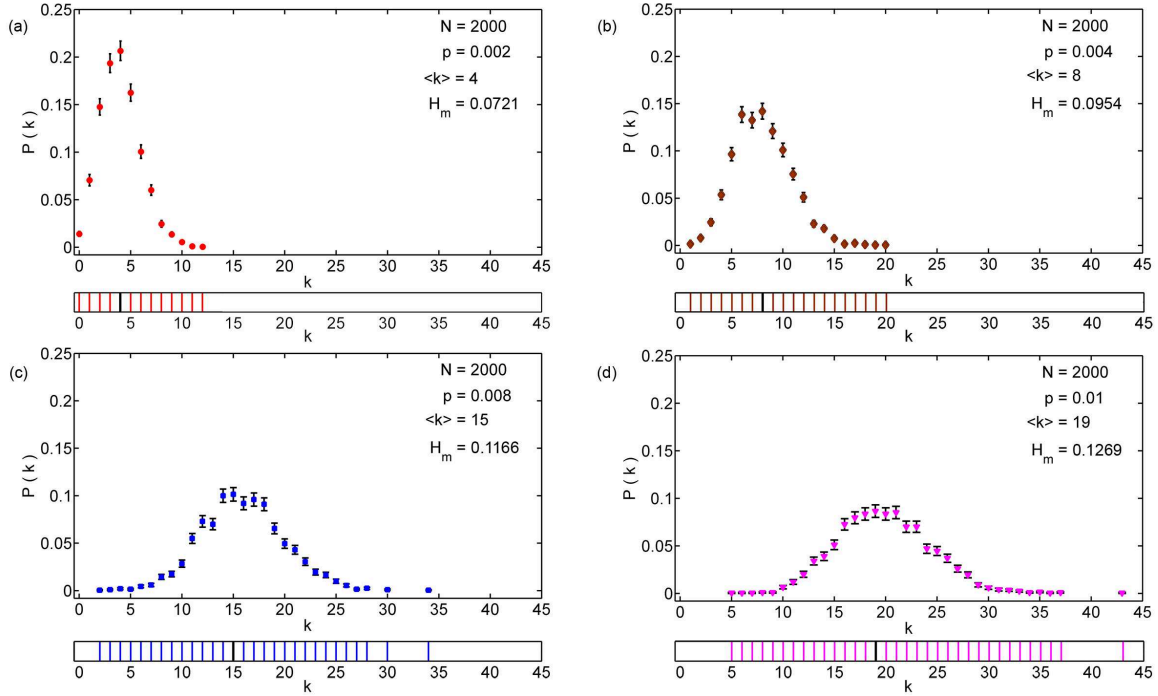 (a)
0.25
0.2
0.15
0.1
0.05
0
P ( k )
N = 2000
p = 0.002
<k> = 4
H_m = 0.0721
0 5 10 15 20 25 30 35 40 45
k
0 5 10 15 20 25 30 35 40 45
k
(b)
0.25
0.2
0.15
0.1
0.05
0
P ( k )
N = 2000
p = 0.004
<k> = 8
H_m = 0.0954
0 5 10 15 20 25 30 35 40 45
k
0 5 10 15 20 25 30 35 40 45
k
(c)
0.25
0.2
0.15
0.1
0.05
0
P ( k )
N = 2000
p = 0.008
<k> = 15
H_m = 0.1166
0 5 10 15 20 25 30 35 40 45
k
0 5 10 15 20 25 30 35 40 45
k
(d)
0.25
0.2
0.15
0.1
0.05
0
P ( k )
N = 2000
p = 0.01
<k> = 19
H_m = 0.1269
0 5 10 15 20 25 30 35 40 45
k
0 5 10 15 20 25 30 35 40 45
k